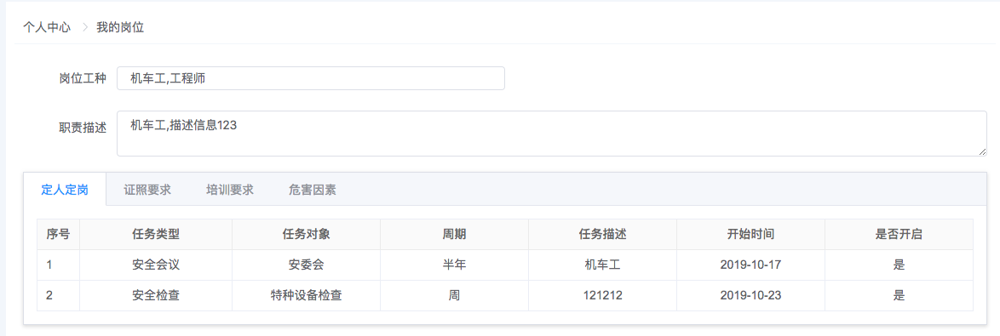 个人中心 > 我的岗位
岗位工种 机车工,工程师
职责描述 机车工,描述信息123
定人定岗 证照要求 培训要求 危害因素
序号 任务类型 任务对象 周期 任务描述 开始时间 是否开启
1 安全会议 安委会 半年 机车工 2019-10-17 是
2 安全检查 特种设备检查 周 121212 2019-10-23 是